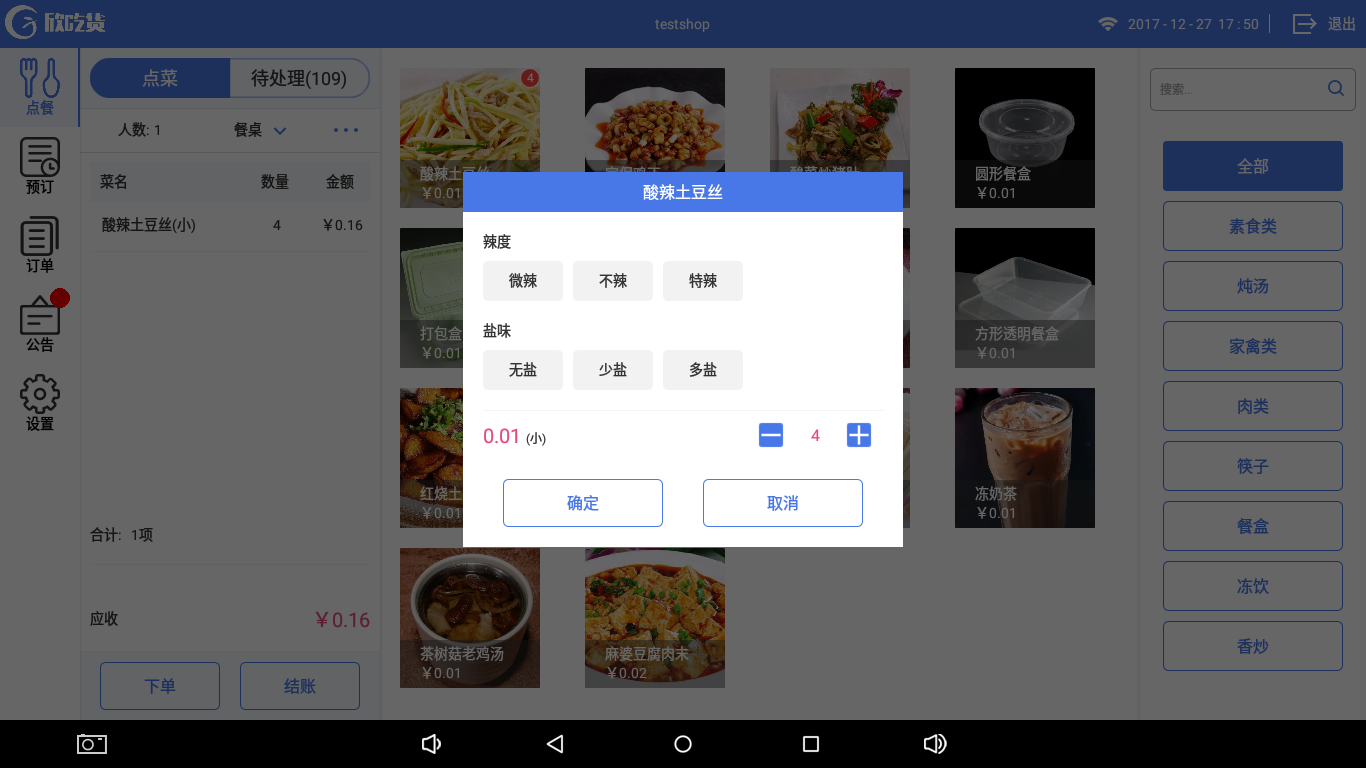 欣吃货
testshop
2017-12-27 17:50
退出
点餐
预订
订单
公告
设置
点菜
待处理(109)
人数: 1
餐桌
菜名 数量 金额
酸辣土豆丝(小) 4 ￥0.16
合计: 1项
应收 ￥0.16
下单
结账
4
酸辣土豆丝
￥0.01
圆形餐盒
￥0.01
打包盒
￥0.01
方形透明餐盒
￥0.01
红烧土
￥0.01
冻奶茶
￥0.01
茶树菇老鸡汤
￥0.01
麻婆豆腐肉末
￥0.02
酸辣土豆丝
辣度
微辣 不辣 特辣
盐味
无盐 少盐 多盐
0.01 (小)
4
确定 取消
搜索...
全部
素食类
炖汤
家禽类
肉类
筷子
餐盒
冻饮
香炒